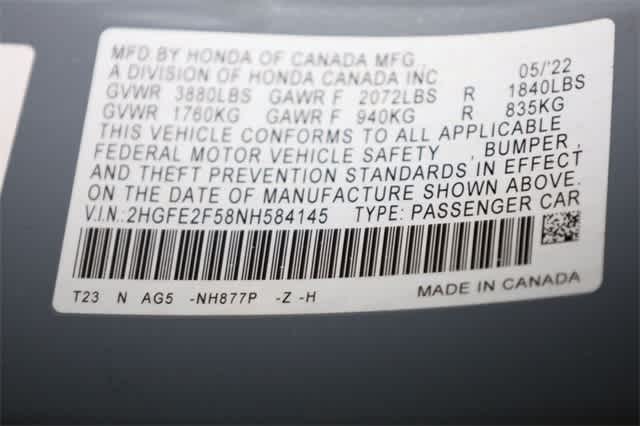 MFD BY HONDA OF CANADA MFG.
A DIVISION OF HONDA CANADA INC 05/'22
GVWR 3880LBS GAWR F 2072LBS R 1840LBS
GVWR 1760KG GAWR F 940KG R 835KG
THIS VEHICLE CONFORMS TO ALL APPLICABLE
FEDERAL MOTOR VEHICLE SAFETY , BUMPER ,
AND THEFT PREVENTION STANDARDS IN EFFECT
ON THE DATE OF MANUFACTURE SHOWN ABOVE.
V.I.N.:2HGFE2F58NH584145 TYPE: PASSENGER CAR
T23 N AG5 -NH877P -Z -H MADE IN CANADA